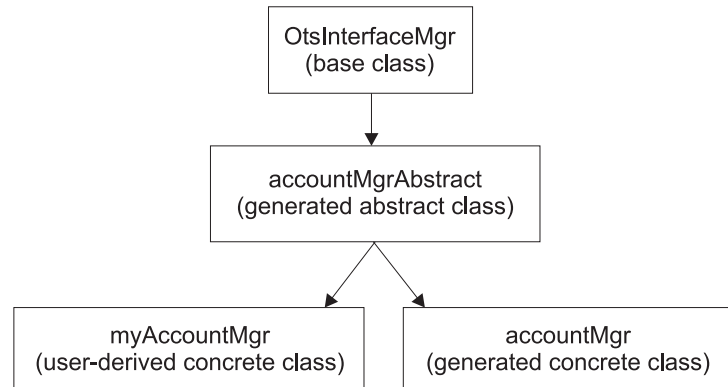 OtsInterfaceMgr
(base class)
accountMgrAbstract
(generated abstract class)
myAccountMgr
(user-derived concrete class)
accountMgr
(generated concrete class)